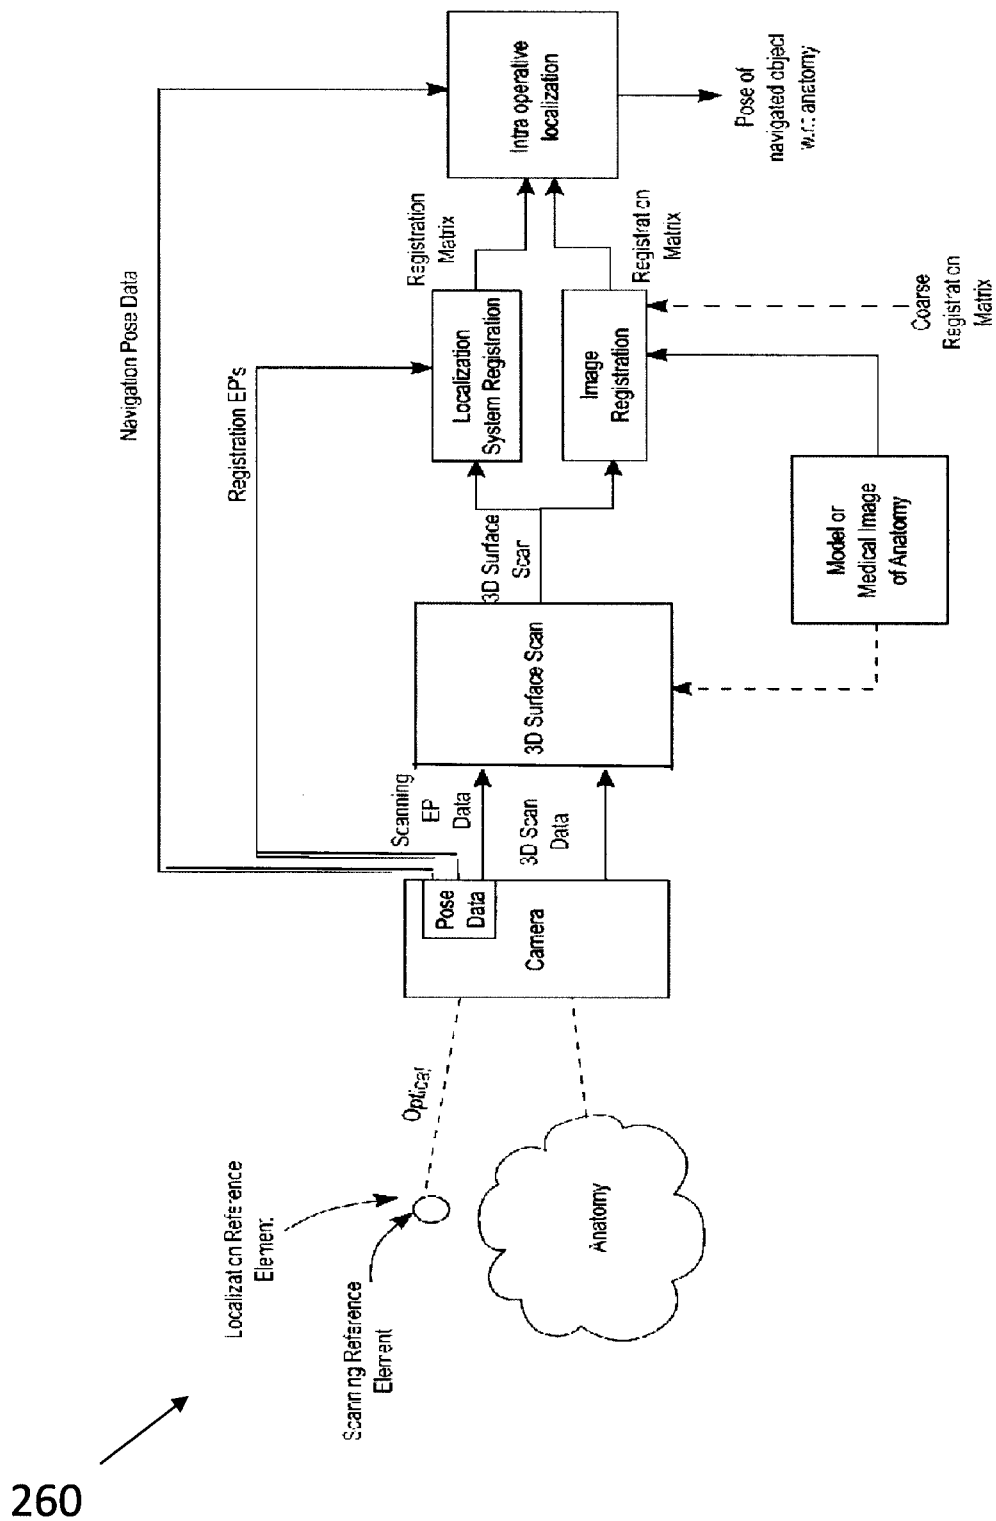 260
Navigation Pose Data
Registration EP's
Localization Reference
Element
Scanning Reference
Element
Optical
Anatomy
Pose
Data
Camera
Scanning
EP
Data
3D Scan
Data
3D Surface Scan
3D Surface
Scan
Localization
System Registration
Image
Registration
Registration
Matrix
Registration
Matrix
Intra operative
localization
Pose of
navigated object
w.r.t anatomy
Model or
Medical Image
of Anatomy
Coarse
Registration
Matrix